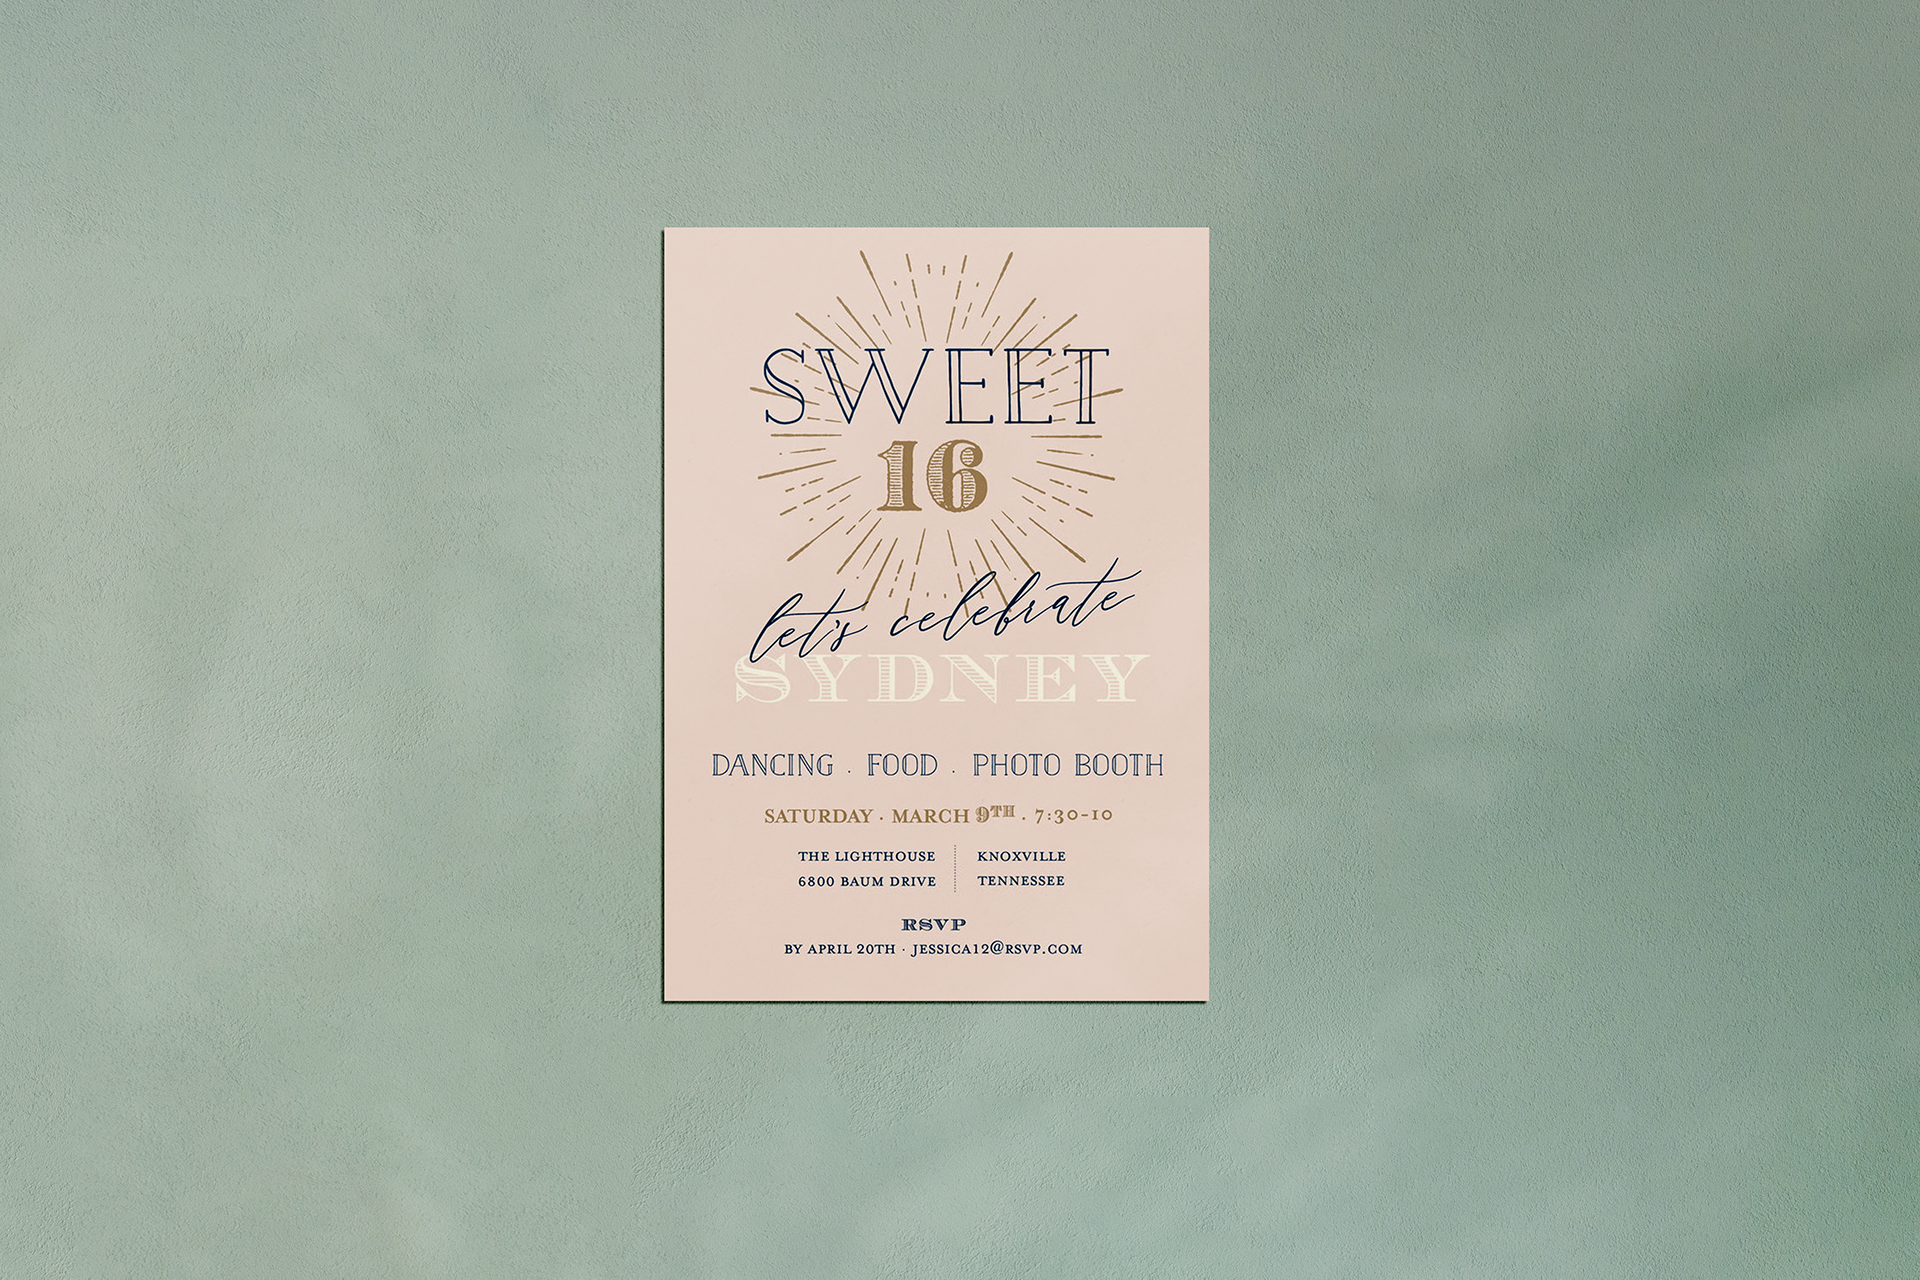 SWEET
16
let's celebrate
SYDNEY
DANCING . FOOD . PHOTO BOOTH
SATURDAY · MARCH 9TH . 7:30-10
THE LIGHTHOUSE KNOXVILLE
6800 BAUM DRIVE TENNESSEE
RSVP
BY APRIL 20TH · JESSICA12@RSVP.COM